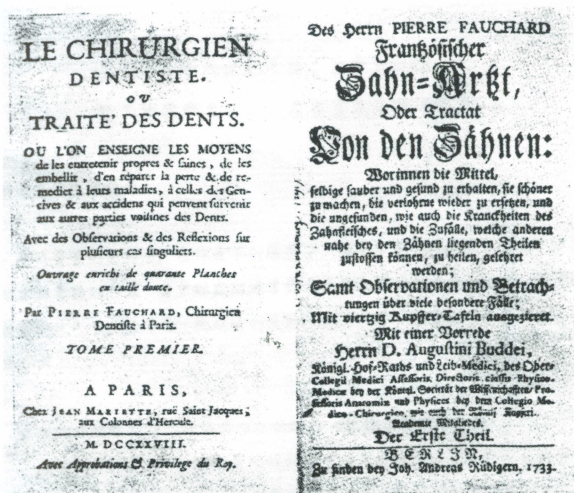 LE CHIRURGIEN
DENTISTE.
OU
TRAITE' DES DENTS.
OU L'ON ENSEIGNE LES MOYENS
de les entretenir propres & saines, de les
embellir, d'en réparer la perte & de re-
medier à leurs maladies, à celles des Gen-
cives & aux accidens qui peuvent survenir
aux autres parties voisines des Dents.
Avec des Observations & des Reflexions sur
plusieurs cas singuliers.
Ouvrage enrichi de quarante Planches
en taille douce.
Par PIERRE FAUCHARD, Chirurgien
Dentiste à Paris.
TOME PREMIER.
A PARIS,
Chez JEAN MARIETTE, ruë Saint Jacques,
aux Colonnes d'Hercule.
M. DCCXXVIII.
Avec Approbations & Privilege du Roy.
Des Herrn PIERRE FAUCHARD
Frantzösischer
Zahn-Artzt,
Oder Tractat
Von den Zähnen:
Worinnen die Mittel,
selbige sauber und gesund zu erhalten, sie schöner
zu machen, die verlohrne wieder zu ersetzen, und
die ungesunden, wie auch die Kranckheiten des
Zahnfleisches, und die Zufälle, welche anderen
nahe bey den Zähnen liegenden Theilen
zustossen können, zu heilen, gelehret
werden;
Samt Observationen und Betrach-
tungen über viele besondere Fälle;
Mit viertzig Kupffer-Tafeln ausgezieret.
Mit einer Vorrede
Herrn D. Augustini Buddei,
Königl. Hof-Raths und Leib-Medici, des Ober-
Collegii Medici Assessoris, Directoris classis Physico-
Medicæ bey der Königl. Societät der Wissenschafften, Pro-
fessoris Anatomiæ und Physices bey dem Collegio Me-
dico-Chirurgico, wie auch der
Academie Mitgliedes.
Der Erste Theil.
BERLIN,
Zu finden bey Joh. Andreas Rüdigern, 1733.